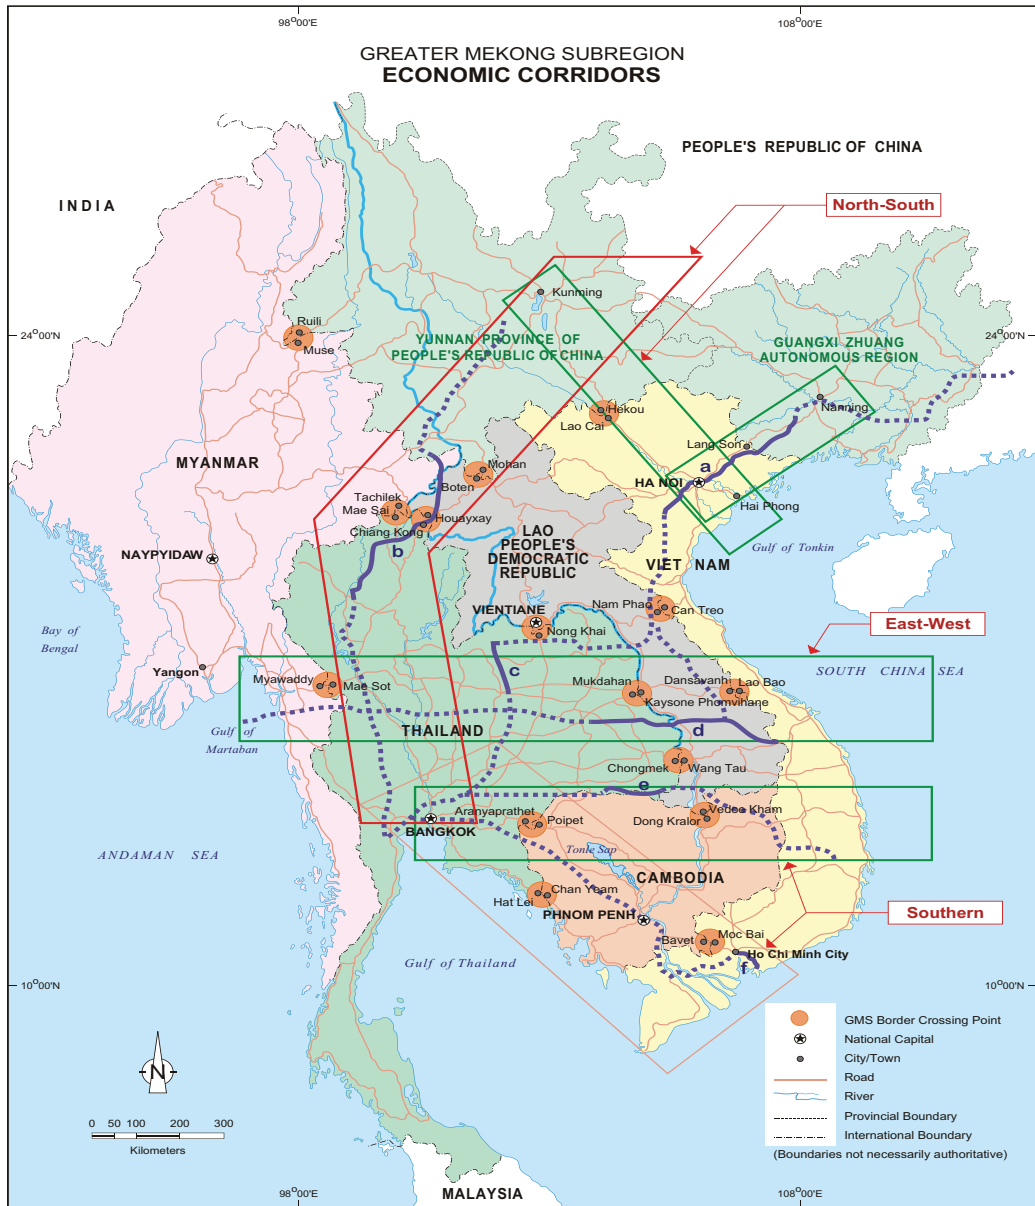 98°00'E
108°00'E
GREATER MEKONG SUBREGION
ECONOMIC CORRIDORS
PEOPLE'S REPUBLIC OF CHINA
INDIA
North-South
Kunming
Ruili
Muse
24°00'N
24°00'N
YUNNAN PROVINCE OF
PEOPLE'S REPUBLIC OF CHINA
GUANGXI ZHUANG
AUTONOMOUS REGION
Nanning
Hekou
Lao Cai
Lang Son
MYANMAR
Mohan
Boten
a
HA NOI
Hai Phong
Tachilek
Mae Sai
Houayxay
Chiang Kong
b
LAO
PEOPLE'S
DEMOCRATIC
REPUBLIC
Gulf of Tonkin
NAYPYIDAW
VIET NAM
VIENTIANE
Nam Phao
Can Treo
Nong Khai
East-West
Bay of
Bengal
Yangon
c
SOUTH CHINA SEA
Myawaddy
Mae Sot
Mukdahan
Dansavanh
Lao Bao
Kaysone Phomvihane
Gulf of
Martaban
THAILAND
d
Chongmek
Wang Tau
e
Aranyaprathet
Poipet
BANGKOK
Dong Kralor
Veded Kham
Tonle Sap
ANDAMAN SEA
CAMBODIA
Hat Lei
Chan Yeam
PHNOM PENH
Southern
Bavet
Moc Bai
Ho Chi Minh City
f
Gulf of Thailand
10°00'N
10°00'N
GMS Border Crossing Point
National Capital
City/Town
Road
River
Provincial Boundary
International Boundary
(Boundaries not necessarily authoritative)
N
0 50 100 200 300
Kilometers
98°00'E
108°00'E
MALAYSIA